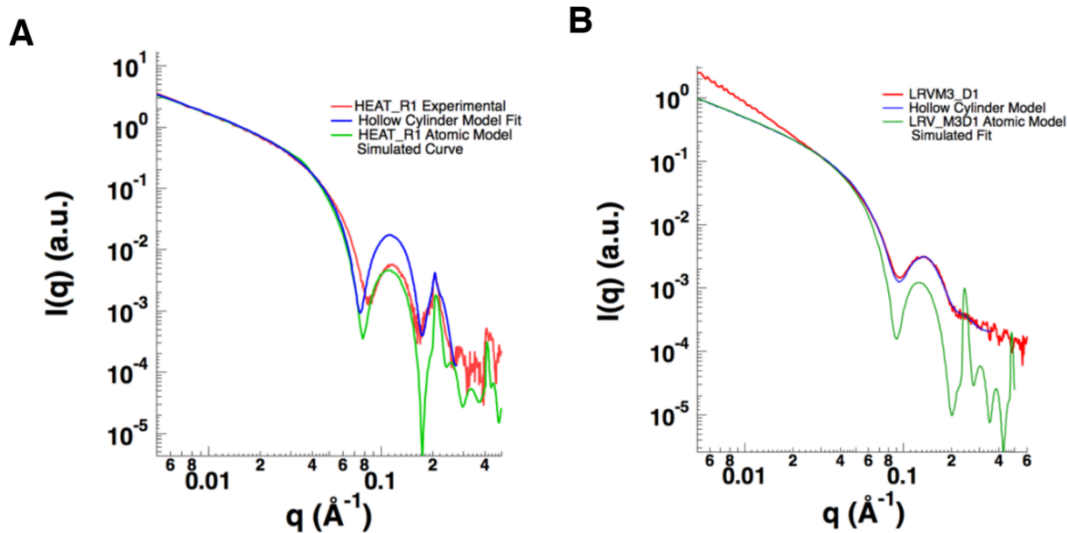 A
I(q) (a.u.)
10^1
10^0
10^-1
10^-2
10^-3
10^-4
10^-5
HEAT_R1 Experimental
Hollow Cylinder Model Fit
HEAT_R1 Atomic Model
Simulated Curve
6 8 2 4 6 8 2 4
0.01 0.1
q (Å^-1)
B
I(q) (a.u.)
10^0
10^-1
10^-2
10^-3
10^-4
10^-5
LRVM3_D1
Hollow Cylinder Model
LRV_M3D1 Atomic Model
Simulated Fit
6 8 2 4 6 8 2 4 6
0.01 0.1
q (Å^-1)